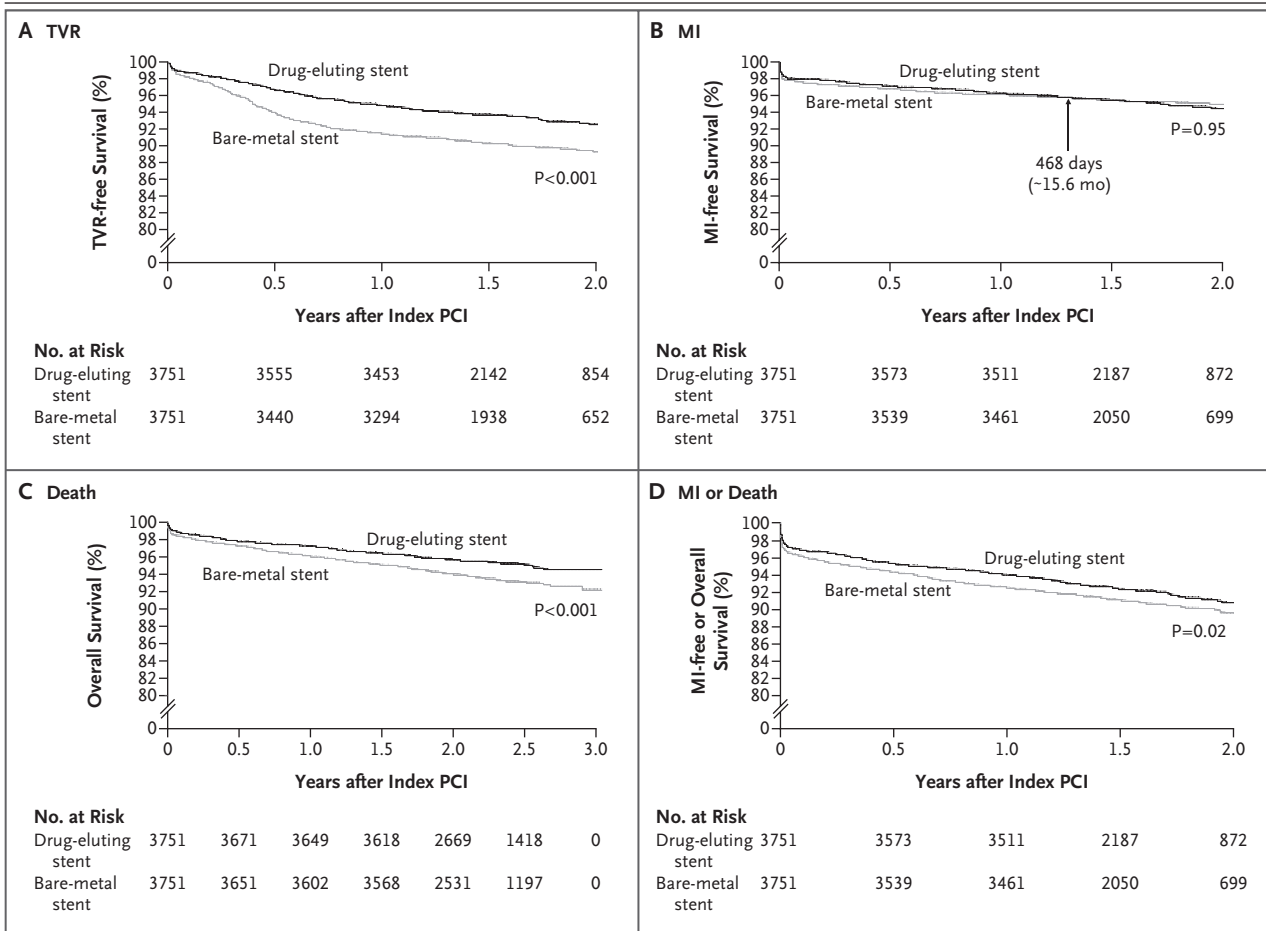 A TVR
100
98
96
94
92
90
88
86
84
82
80
0
TVR-free Survival (%)
Drug-eluting stent
Bare-metal stent
P<0.001
0 0.5 1.0 1.5 2.0
Years after Index PCI
No. at Risk
Drug-eluting 3751 3555 3453 2142 854
stent
Bare-metal 3751 3440 3294 1938 652
stent
B MI
100
98
96
94
92
90
88
86
84
82
80
0
MI-free Survival (%)
Drug-eluting stent
Bare-metal stent
P=0.95
468 days
(~15.6 mo)
0 0.5 1.0 1.5 2.0
Years after Index PCI
No. at Risk
Drug-eluting 3751 3573 3511 2187 872
stent
Bare-metal 3751 3539 3461 2050 699
stent
C Death
100
98
96
94
92
90
88
86
84
82
80
0
Overall Survival (%)
Drug-eluting stent
Bare-metal stent
P<0.001
0 0.5 1.0 1.5 2.0 2.5 3.0
Years after Index PCI
No. at Risk
Drug-eluting 3751 3671 3649 3618 2669 1418 0
stent
Bare-metal 3751 3651 3602 3568 2531 1197 0
stent
D MI or Death
100
98
96
94
92
90
88
86
84
82
80
0
MI-free or Overall
Survival (%)
Drug-eluting stent
Bare-metal stent
P=0.02
0 0.5 1.0 1.5 2.0
Years after Index PCI
No. at Risk
Drug-eluting 3751 3573 3511 2187 872
stent
Bare-metal 3751 3539 3461 2050 699
stent